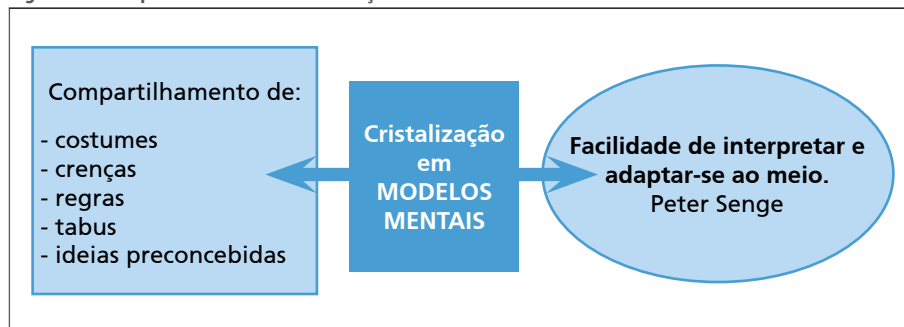 Compartilhamento de:
- costumes
- crenças
- regras
- tabus
- ideias preconcebidas
Cristalização
em
MODELOS
MENTAIS
Facilidade de interpretar e
adaptar-se ao meio.
Peter Senge